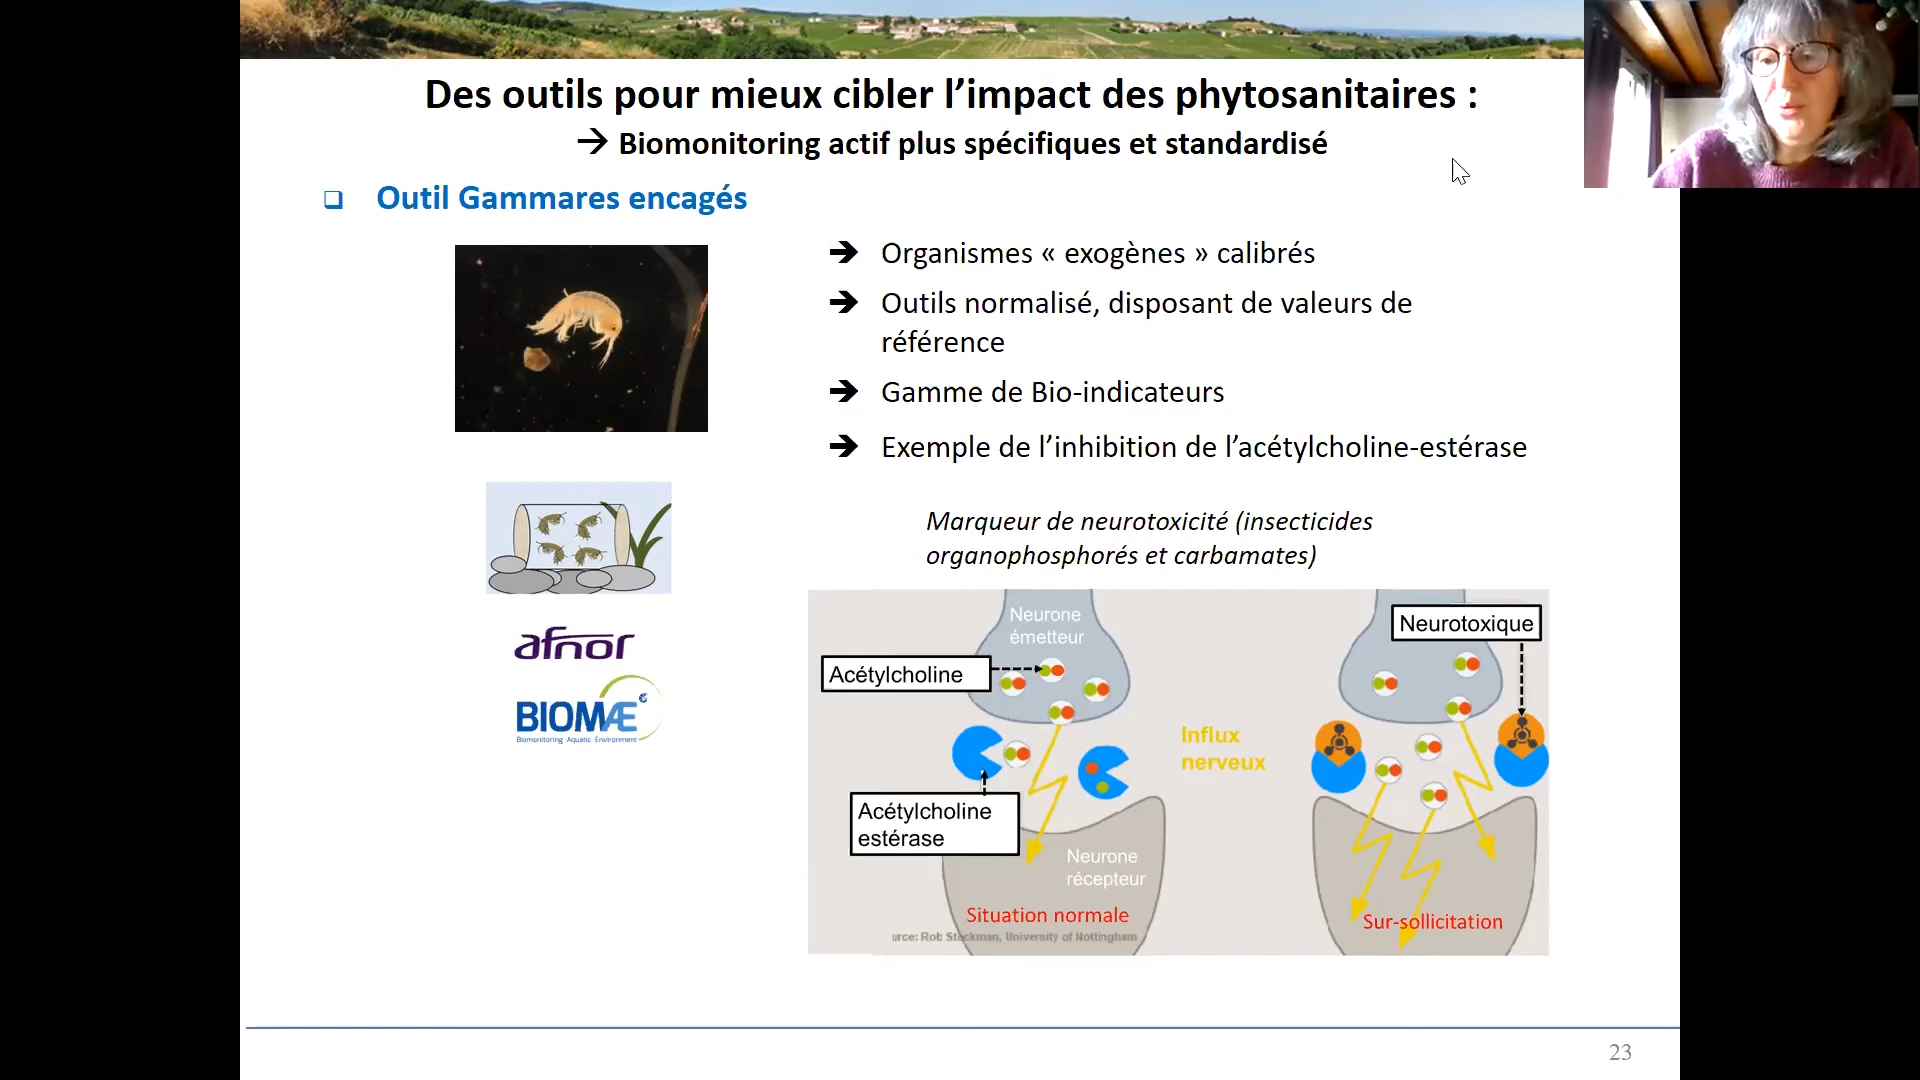 Des outils pour mieux cibler l’impact des phytosanitaires :
→ Biomonitoring actif plus spécifiques et standardisé
❑ Outil Gammares encagés
➔ Organismes « exogènes » calibrés
➔ Outils normalisé, disposant de valeurs de
référence
➔ Gamme de Bio-indicateurs
➔ Exemple de l’inhibition de l’acétylcholine-estérase
Marqueur de neurotoxicité (insecticides
organophosphorés et carbamates)
afnor
BIOMÆ
Biomonitoring Aquatic Environment
Neurone
émetteur
Acétylcholine
Acétylcholine
estérase
Influx
nerveux
Neurone
récepteur
Situation normale
urce: Rob Stockman, University of Nottingham
Neurotoxique
Sur-sollicitation
23